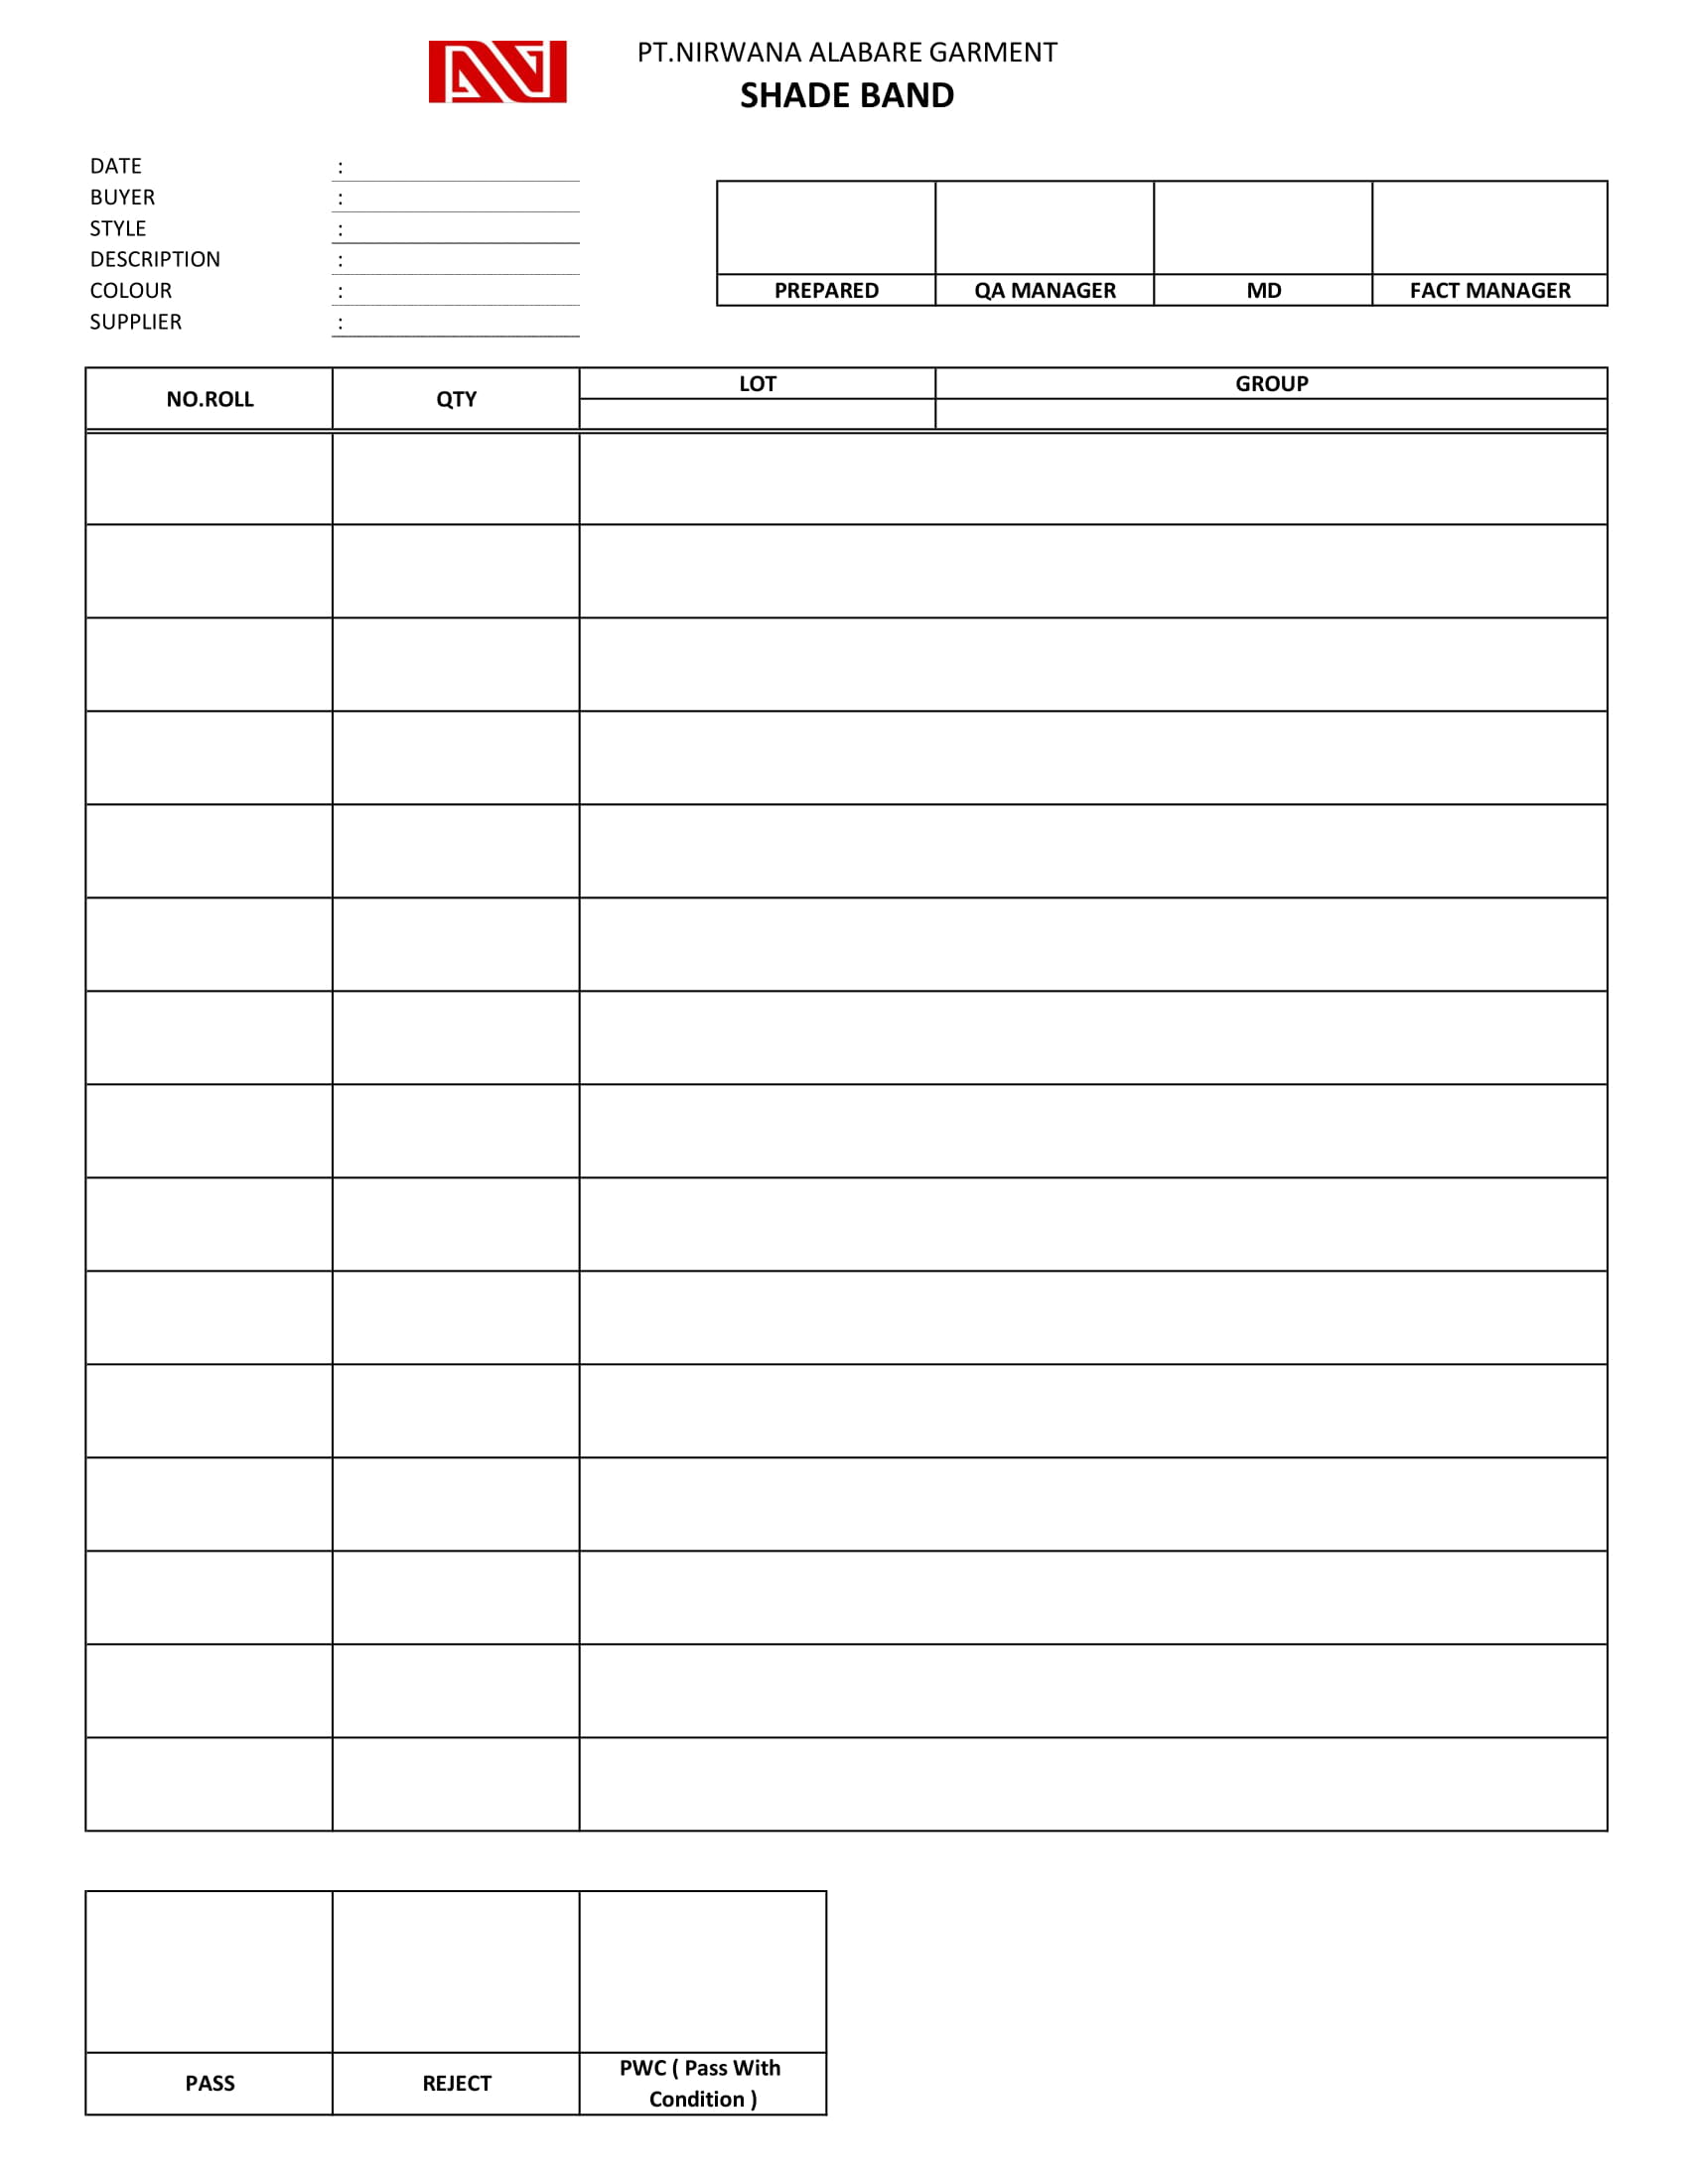 PT.NIRWANA ALABARE GARMENT
SHADE BAND
DATE :
BUYER :
STYLE :
DESCRIPTION :
COLOUR :
SUPPLIER :
PREPARED QA MANAGER MD FACT MANAGER
NO.ROLL QTY LOT GROUP
PASS REJECT PWC ( Pass With
Condition )